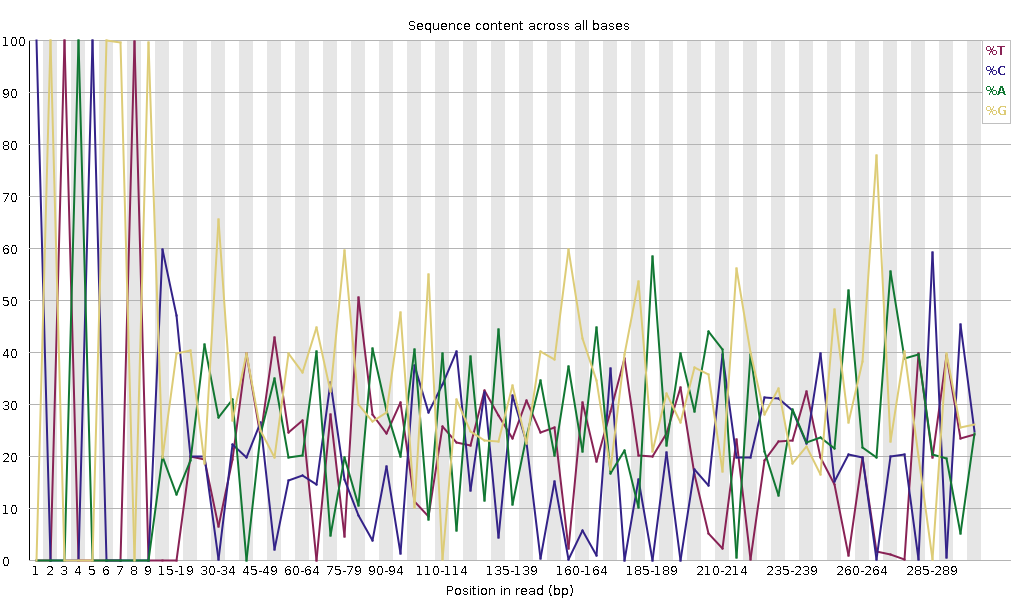 Sequence content across all bases
100
90
80
70
60
50
40
30
20
10
0
%T
%C
%A
%G
1 2 3 4 5 6 7 8 9 15-19 30-34 45-49 60-64 75-79 90-94 110-114 135-139 160-164 185-189 210-214 235-239 260-264 285-289
Position in read (bp)